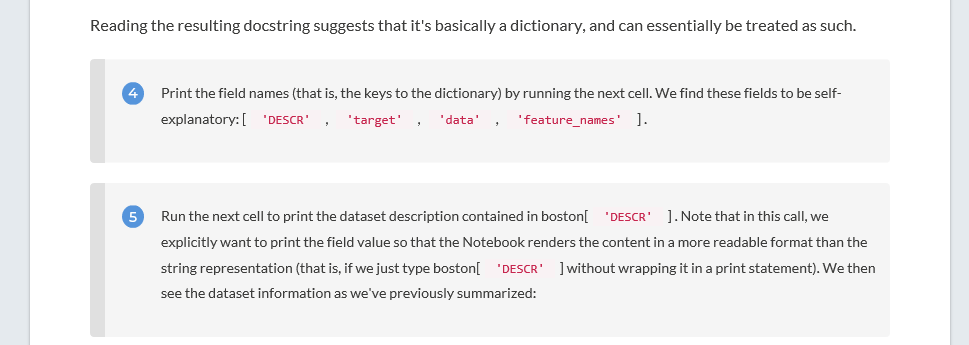 Reading the resulting docstring suggests that it's basically a dictionary, and can essentially be treated as such.
4
Print the field names (that is, the keys to the dictionary) by running the next cell. We find these fields to be self-
explanatory: [ 'DESCR' , 'target' , 'data' , 'feature_names' ].
5
Run the next cell to print the dataset description contained in boston[ 'DESCR' ]. Note that in this call, we
explicitly want to print the field value so that the Notebook renders the content in a more readable format than the
string representation (that is, if we just type boston[ 'DESCR' ] without wrapping it in a print statement). We then
see the dataset information as we've previously summarized: